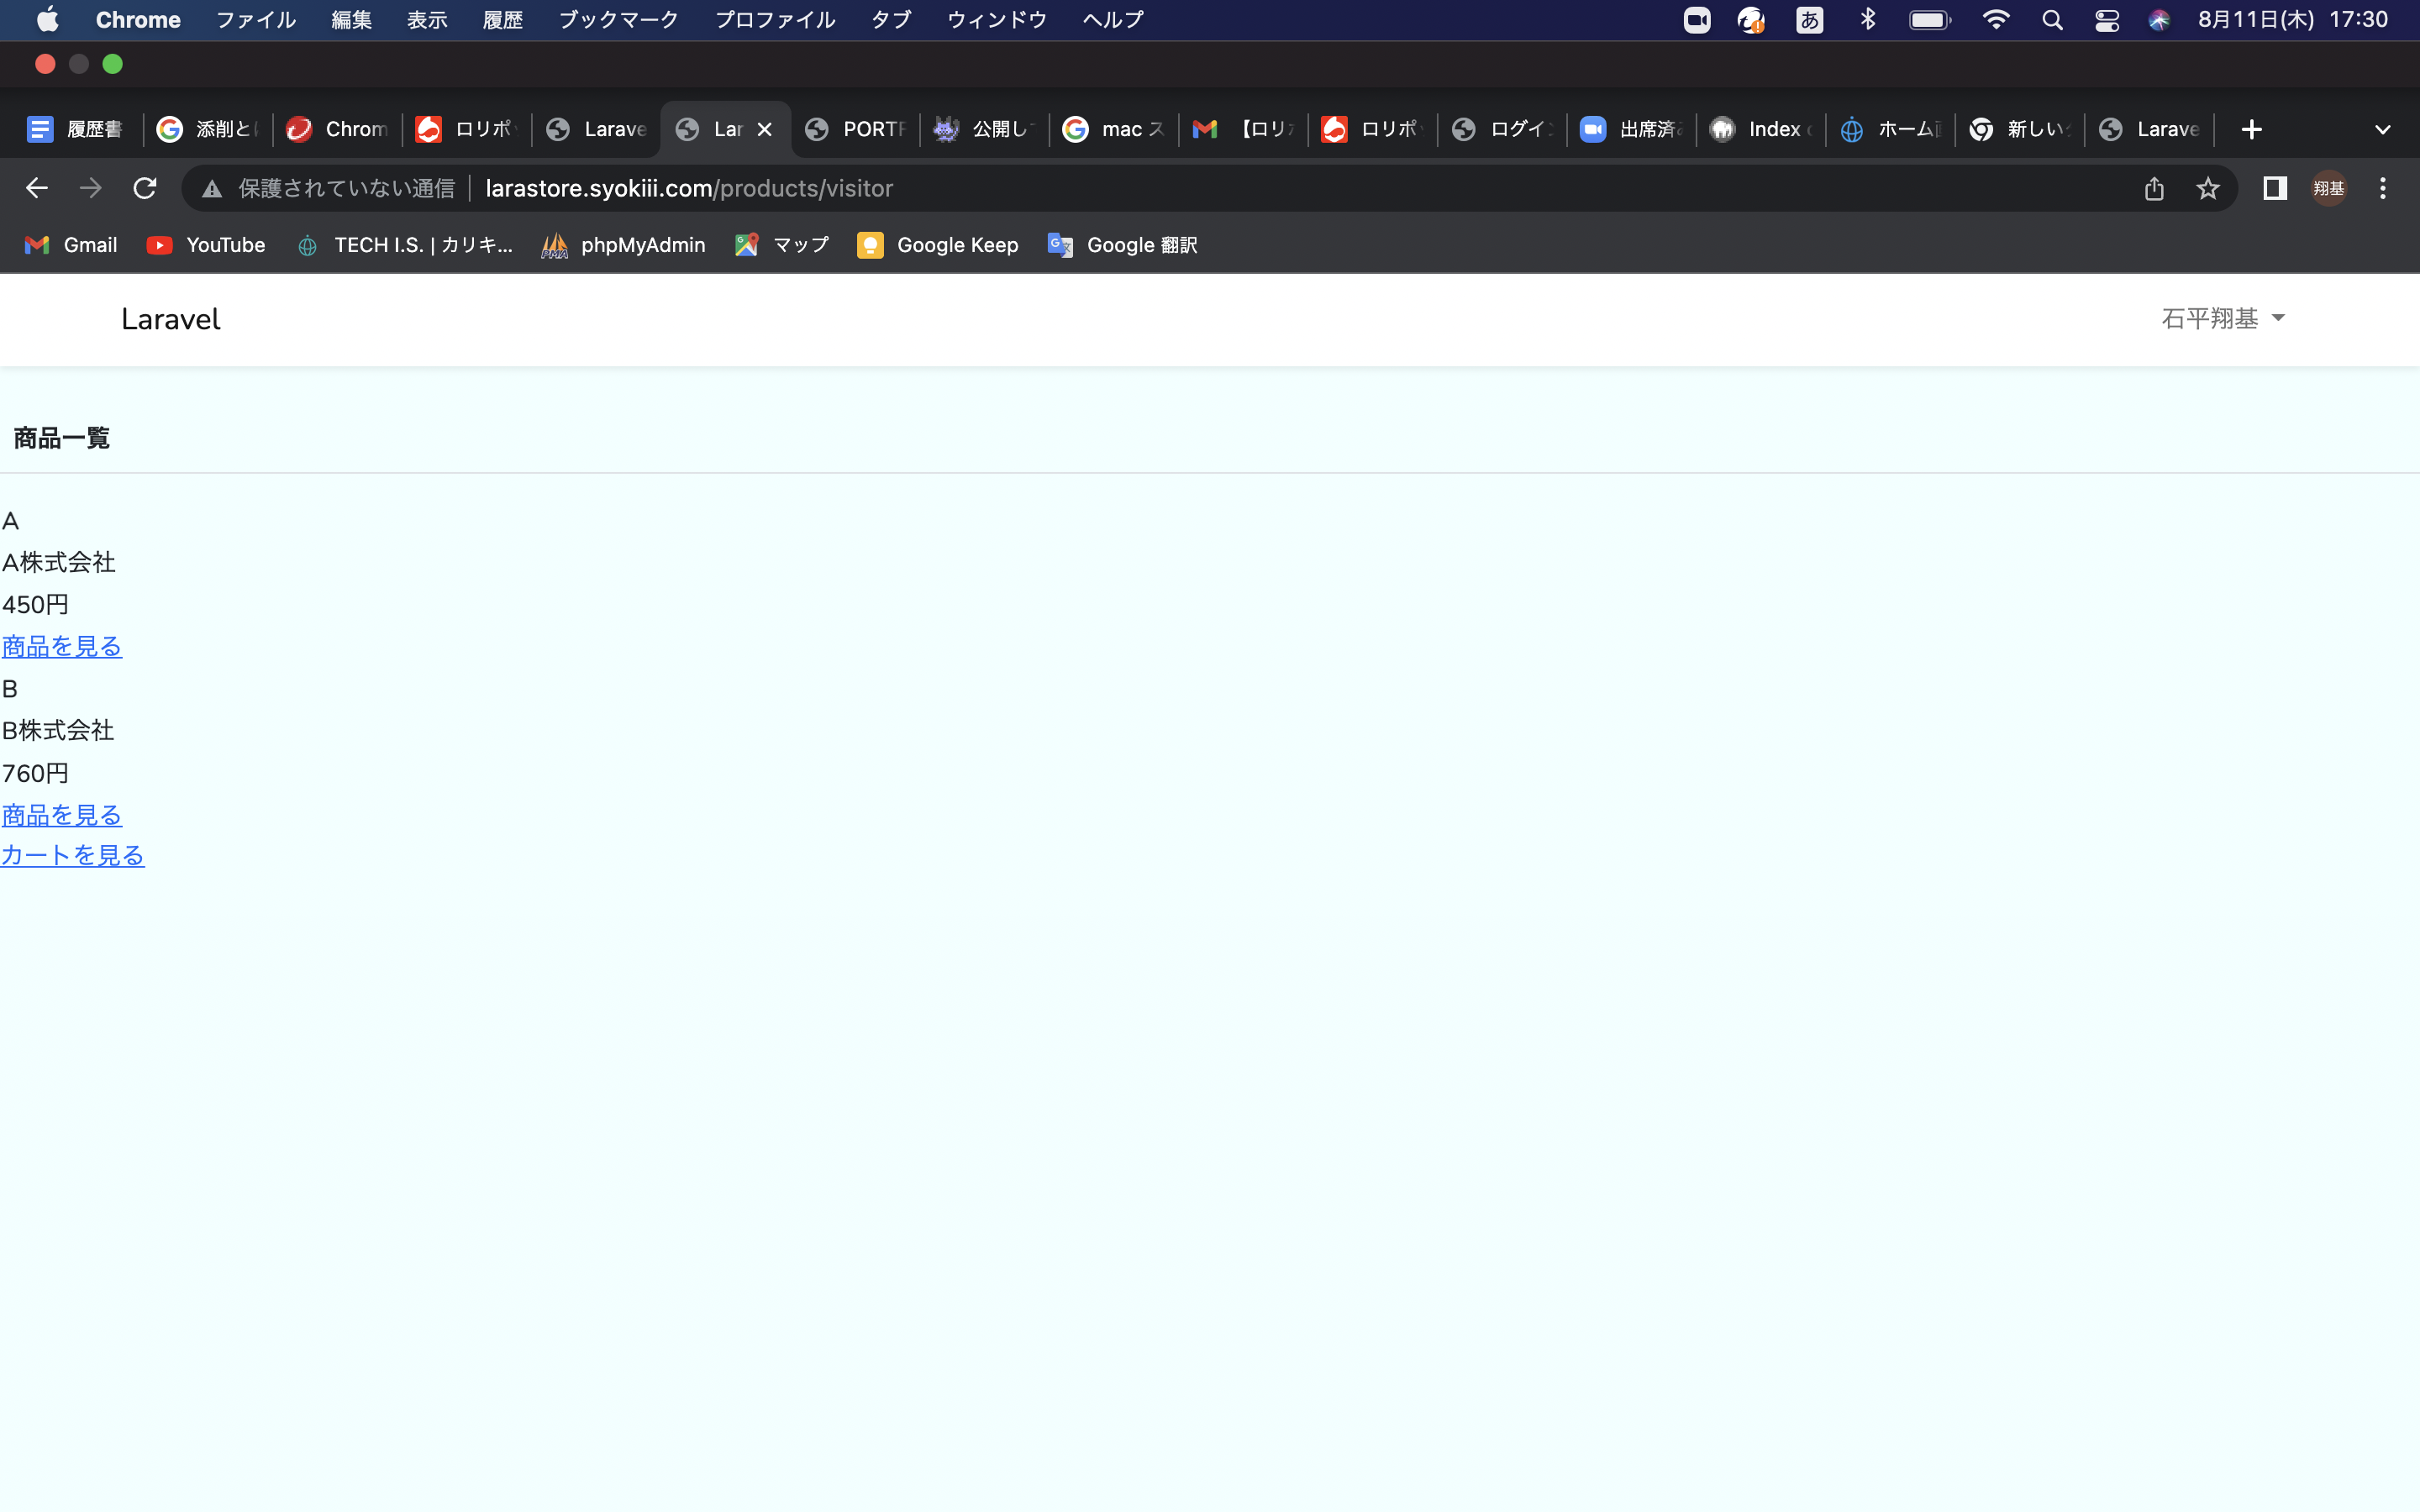 Chrome ファイル 編集 表示 履歴 ブックマーク プロファイル タブ ウィンドウ ヘルプ あ 8月11日(木) 17:30
履歴書 添削と Chrom ロリポ Larave Lar PORTF 公開し mac ス 【ロリポ ロリポ ログイン 出席済み Index ホーム 新しい Larave
保護されていない通信 larastore.syokiii.com/products/visitor 翔基
Gmail YouTube TECH I.S. | カリキ... phpMyAdmin マップ Google Keep Google 翻訳
Laravel 石平翔基
商品一覧
A
A株式会社
450円
商品を見る
B
B株式会社
760円
商品を見る
カートを見る